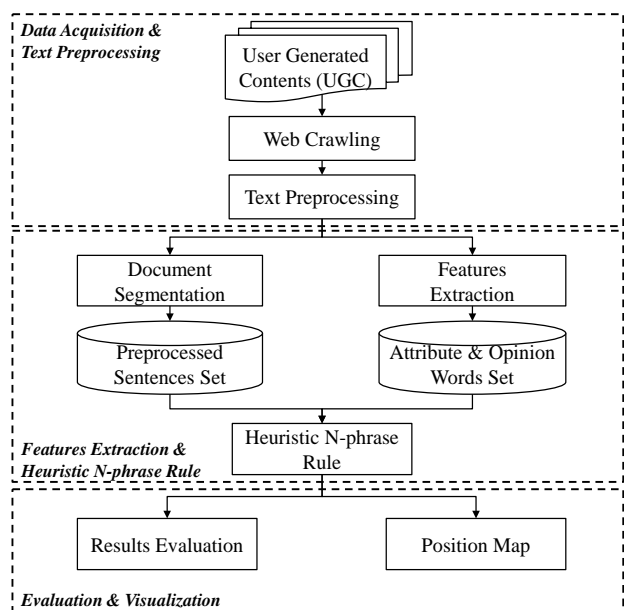 Data Acquisition &
Text Preprocessing
User Generated
Contents (UGC)
Web Crawling
Text Preprocessing
Document
Segmentation
Features
Extraction
Preprocessed
Sentences Set
Attribute & Opinion
Words Set
Heuristic N-phrase
Rule
Features Extraction &
Heuristic N-phrase Rule
Results Evaluation
Position Map
Evaluation & Visualization